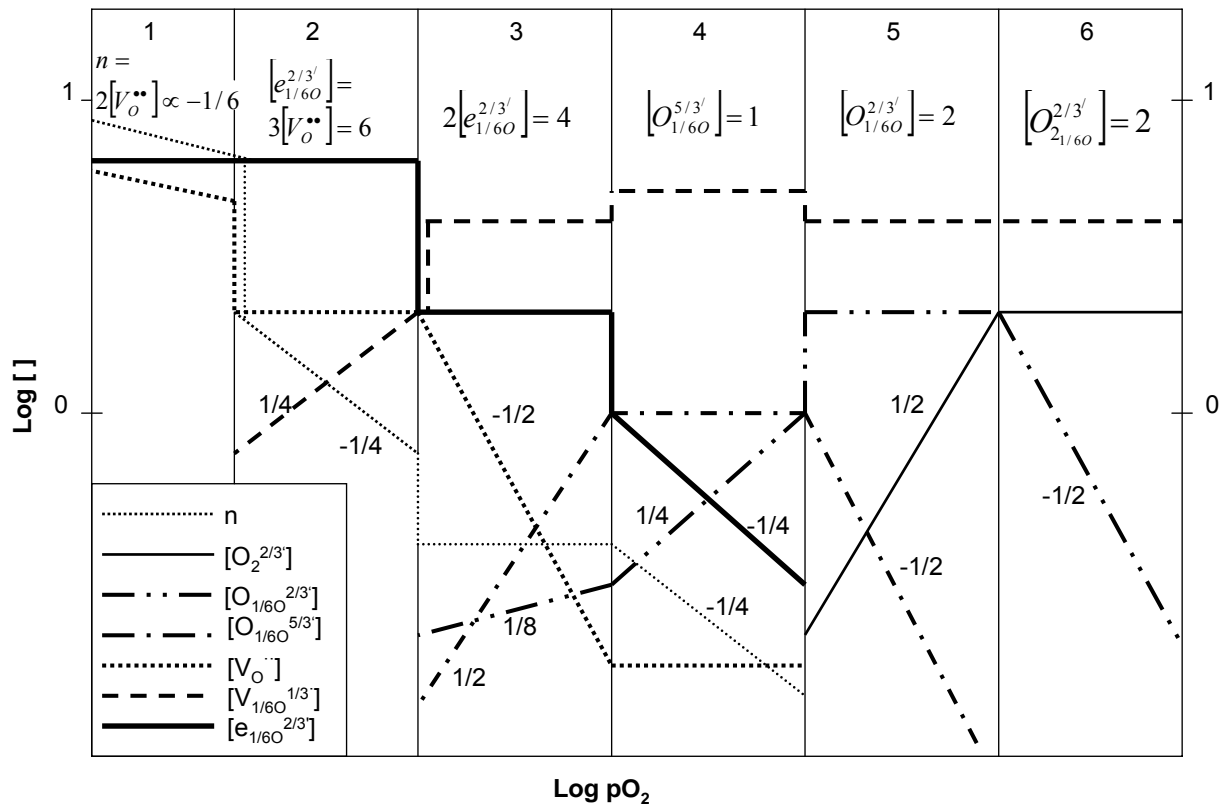 1 2 3 4 5 6
n =
2[V_O^••] ∝ −1/6
[e_{1/6O}^{2/3/}] =
3[V_O^••] = 6
2[e_{1/6O}^{2/3/}] = 4
[O_{1/6O}^{5/3/}] = 1
[O_{1/6O}^{2/3/}] = 2
[O_{2_{1/6O}}^{2/3/}] = 2
1 1
0 0
Log [ ]
1/4
-1/4
-1/2
1/8
1/2
1/4
-1/4
-1/4
1/2
-1/2
-1/2
n
[O_2^{2/3'}]
[O_{1/6O}^{2/3'}]
[O_{1/6O}^{5/3'}]
[V_O^{··}]
[V_{1/6O}^{1/3·}]
[e_{1/6O}^{2/3'}]
Log pO_2